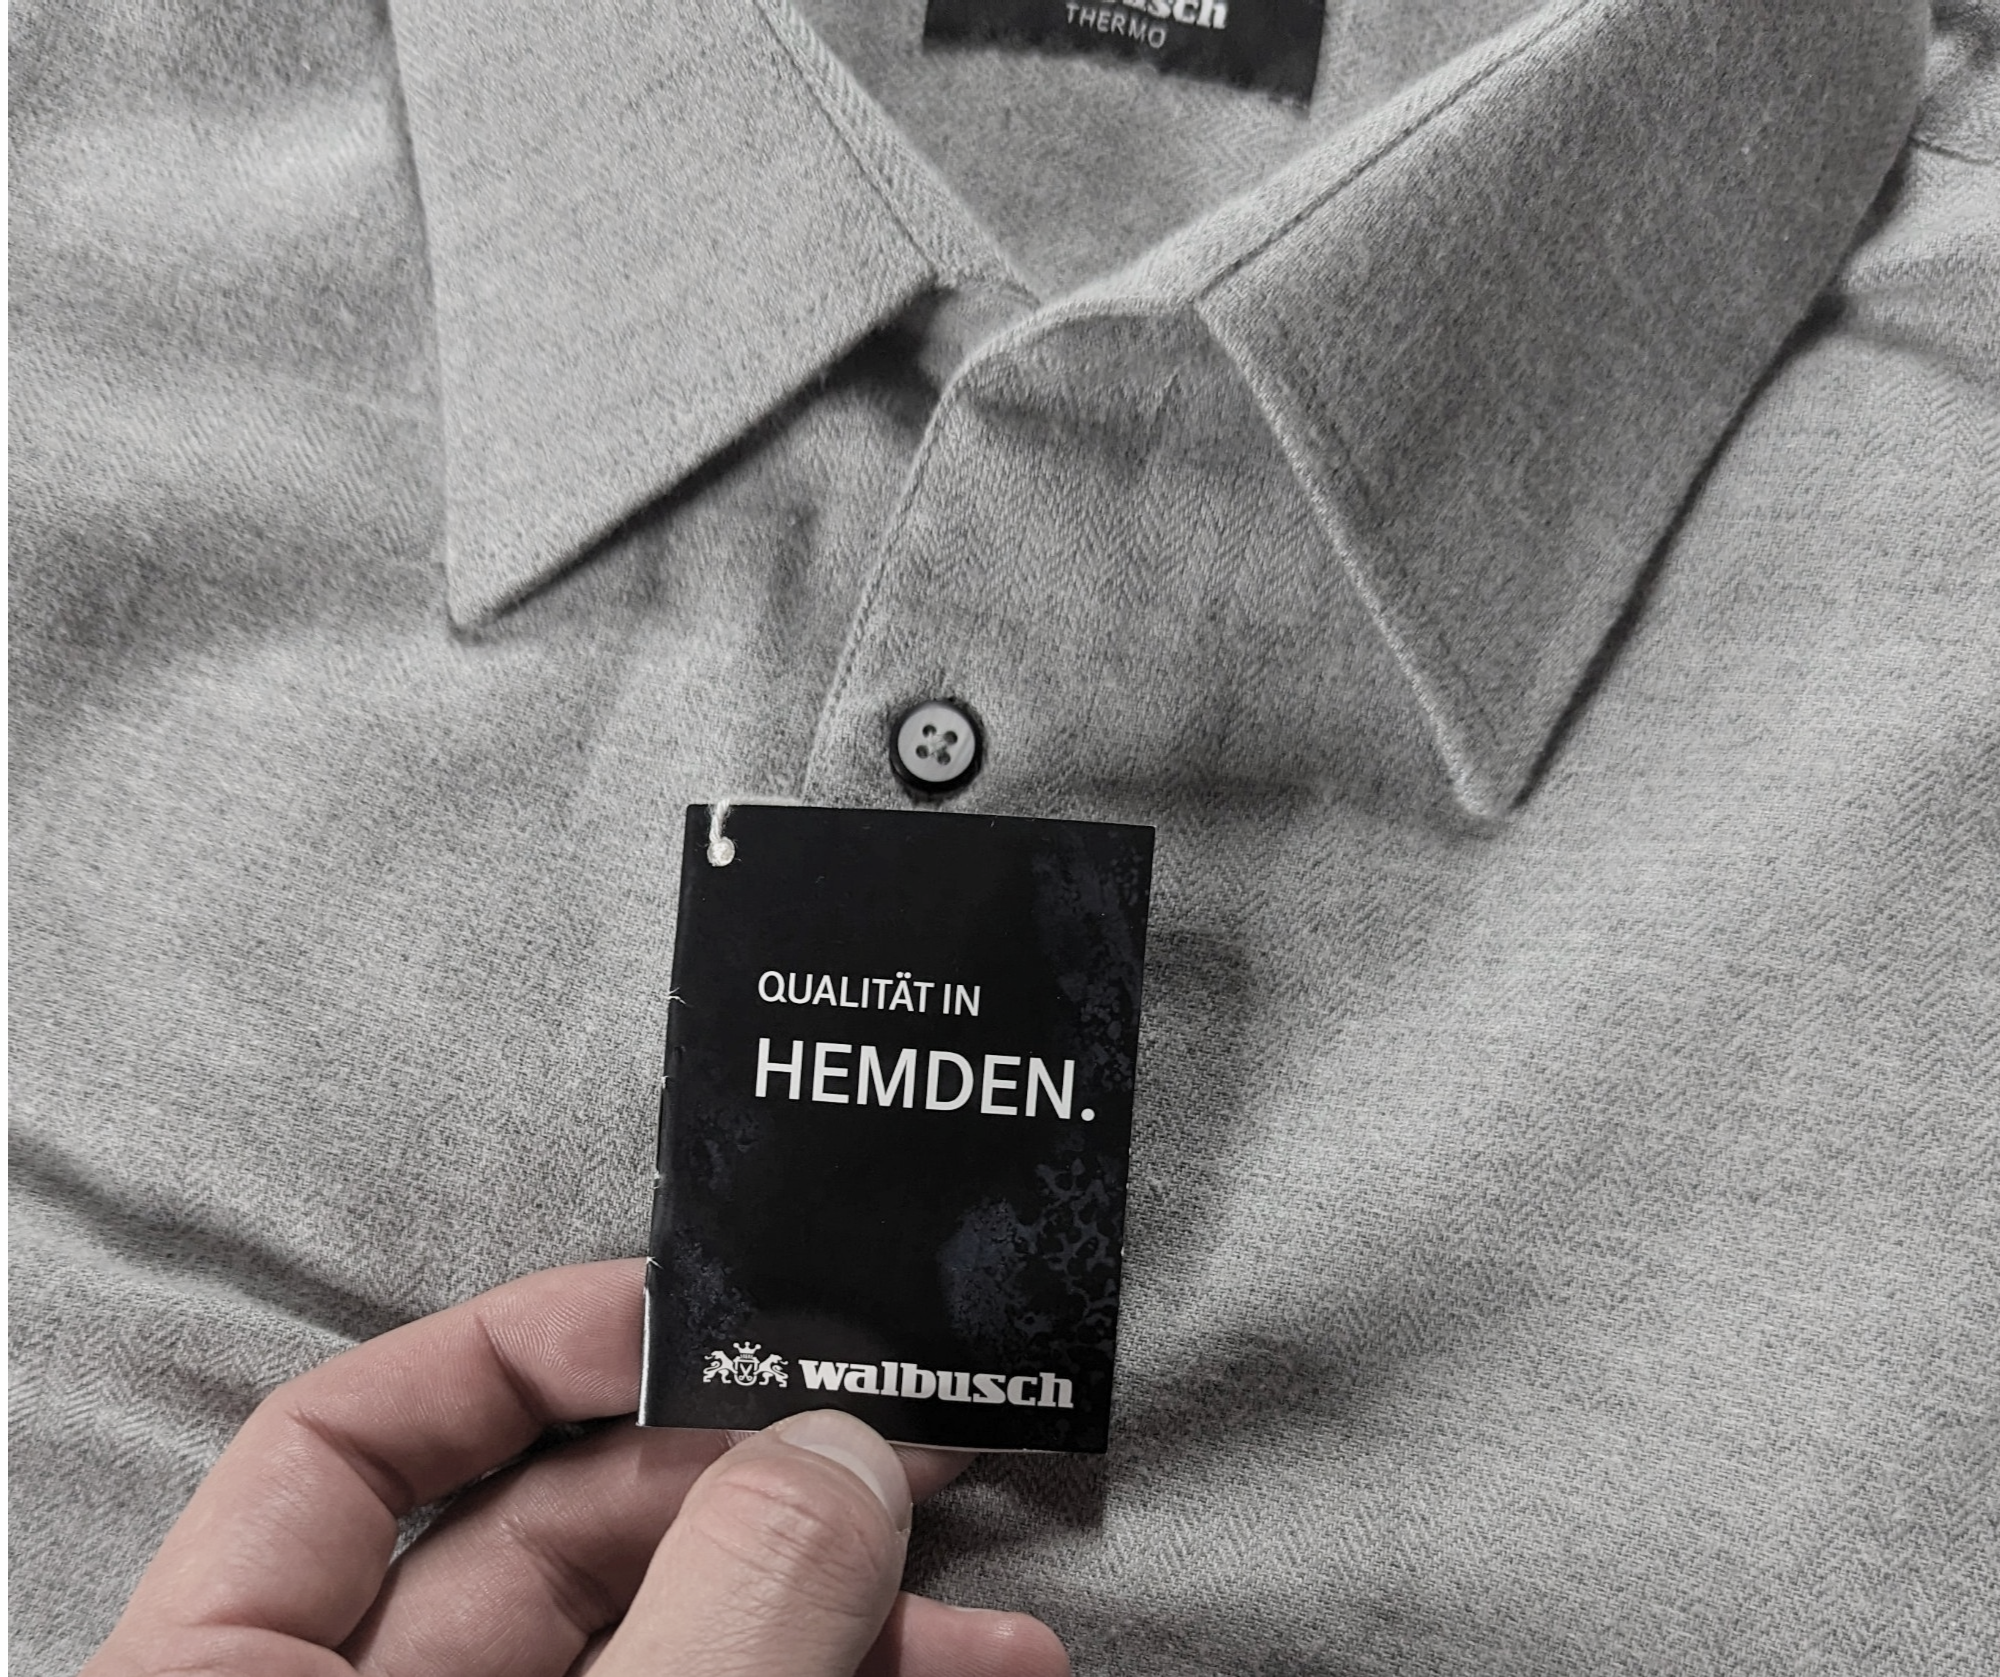 THERMO
QUALITÄT IN
HEMDEN.
walbusch